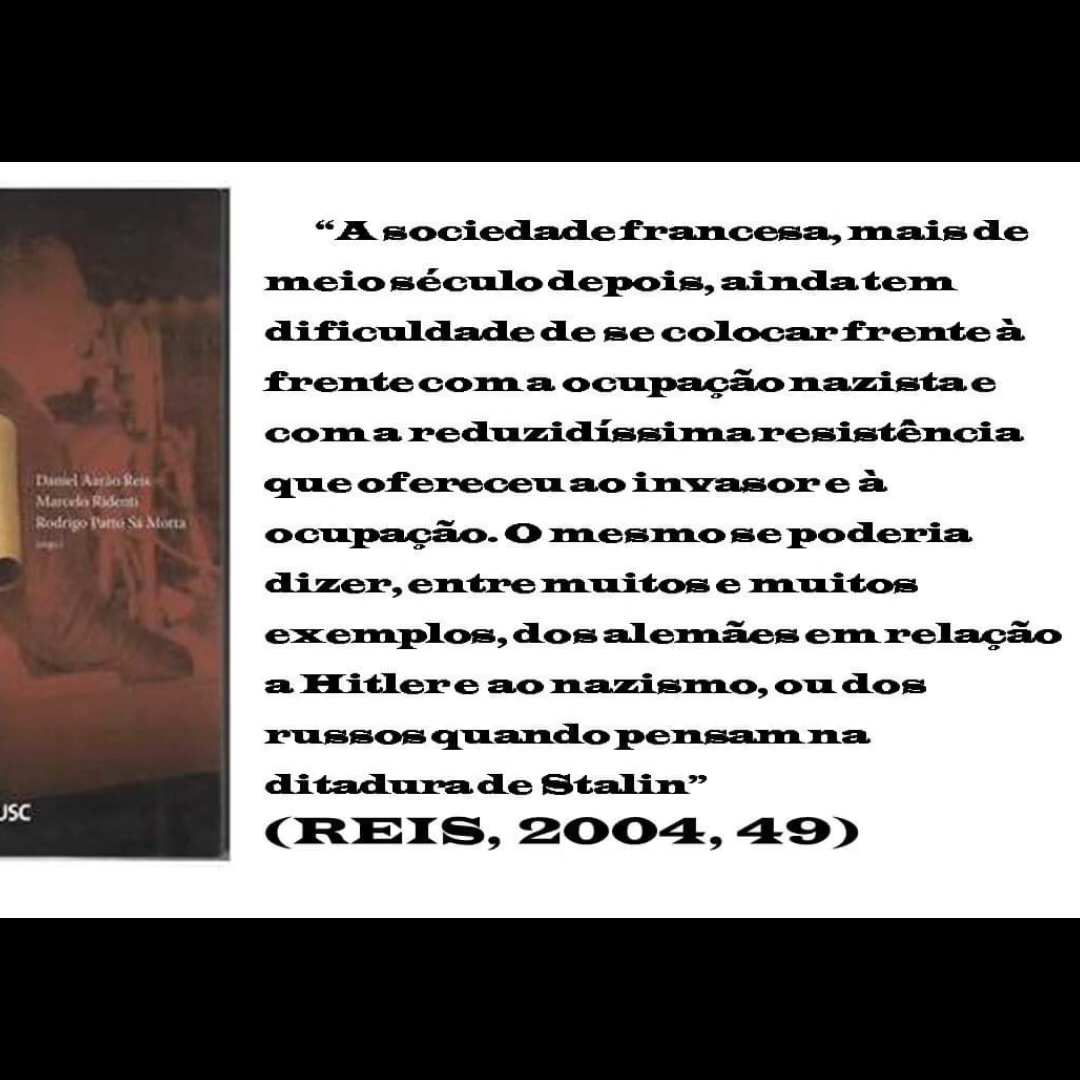 Daniel Aarão Reis
Marcelo Ridenti
Rodrigo Patto Sá Motta
(orgs.)
USC
“A sociedade francesa, mais de
meio século depois, ainda tem
dificuldade de se colocar frente à
frente com a ocupação nazista e
com a reduzidíssima resistência
que ofereceu ao invasor e à
ocupação. O mesmo se poderia
dizer, entre muitos e muitos
exemplos, dos alemães em relação
a Hitler e ao nazismo, ou dos
russos quando pensam na
ditadura de Stalin”
(REIS, 2004, 49)